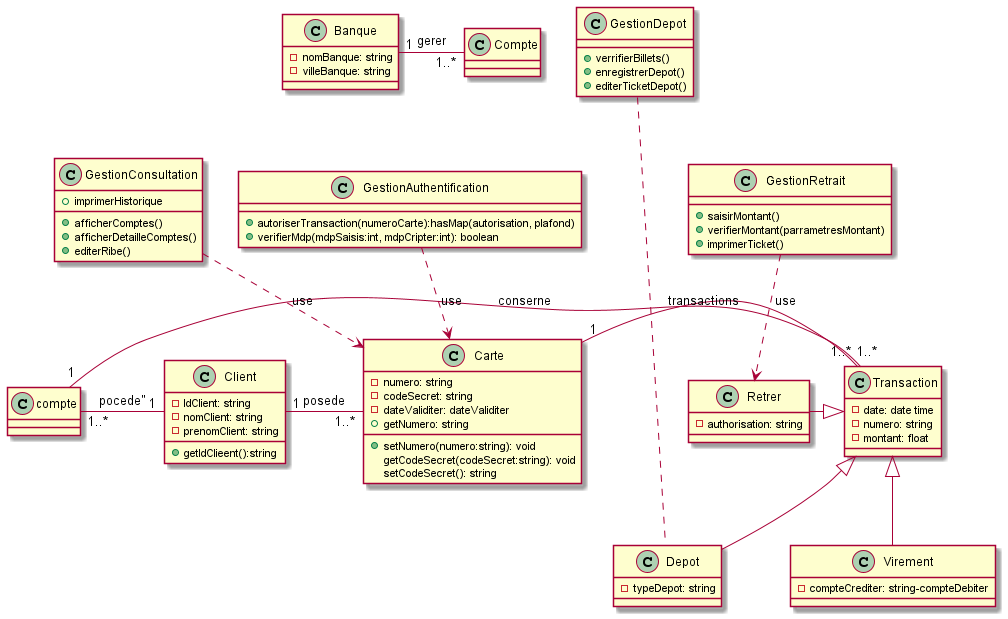 C Banque
nomBanque: string
villeBanque: string
1 gerer
1..*
C Compte
C GestionDepot
verrifierBillets()
enregistrerDepot()
editerTicketDepot()
C GestionConsultation
imprimerHistorique
afficherComptes()
afficherDetailleComptes()
editerRibe()
C GestionAuthentification
autoriserTransaction(numeroCarte):hasMap(autorisation, plafond)
verifierMdp(mdpSaisis:int, mdpCripter:int): boolean
C GestionRetrait
saisirMontant()
verifierMontant(parrametresMontant)
imprimerTicket()
use
use
conserne
transactions
use
1
1
1..*
1..*
C compte
pocede" 1
1..*
C Client
IdClient: string
nomClient: string
prenomClient: string
getIdClieent():string
1 posede
1..*
C Carte
numero: string
codeSecret: string
dateValiditer: dateValiditer
getNumero: string
setNumero(numero:string): void
getCodeSecret(codeSecret:string): void
setCodeSecret(): string
C Retrer
authorisation: string
C Transaction
date: date time
numero: string
montant: float
C Depot
typeDepot: string
C Virement
compteCrediter: string-compteDebiter